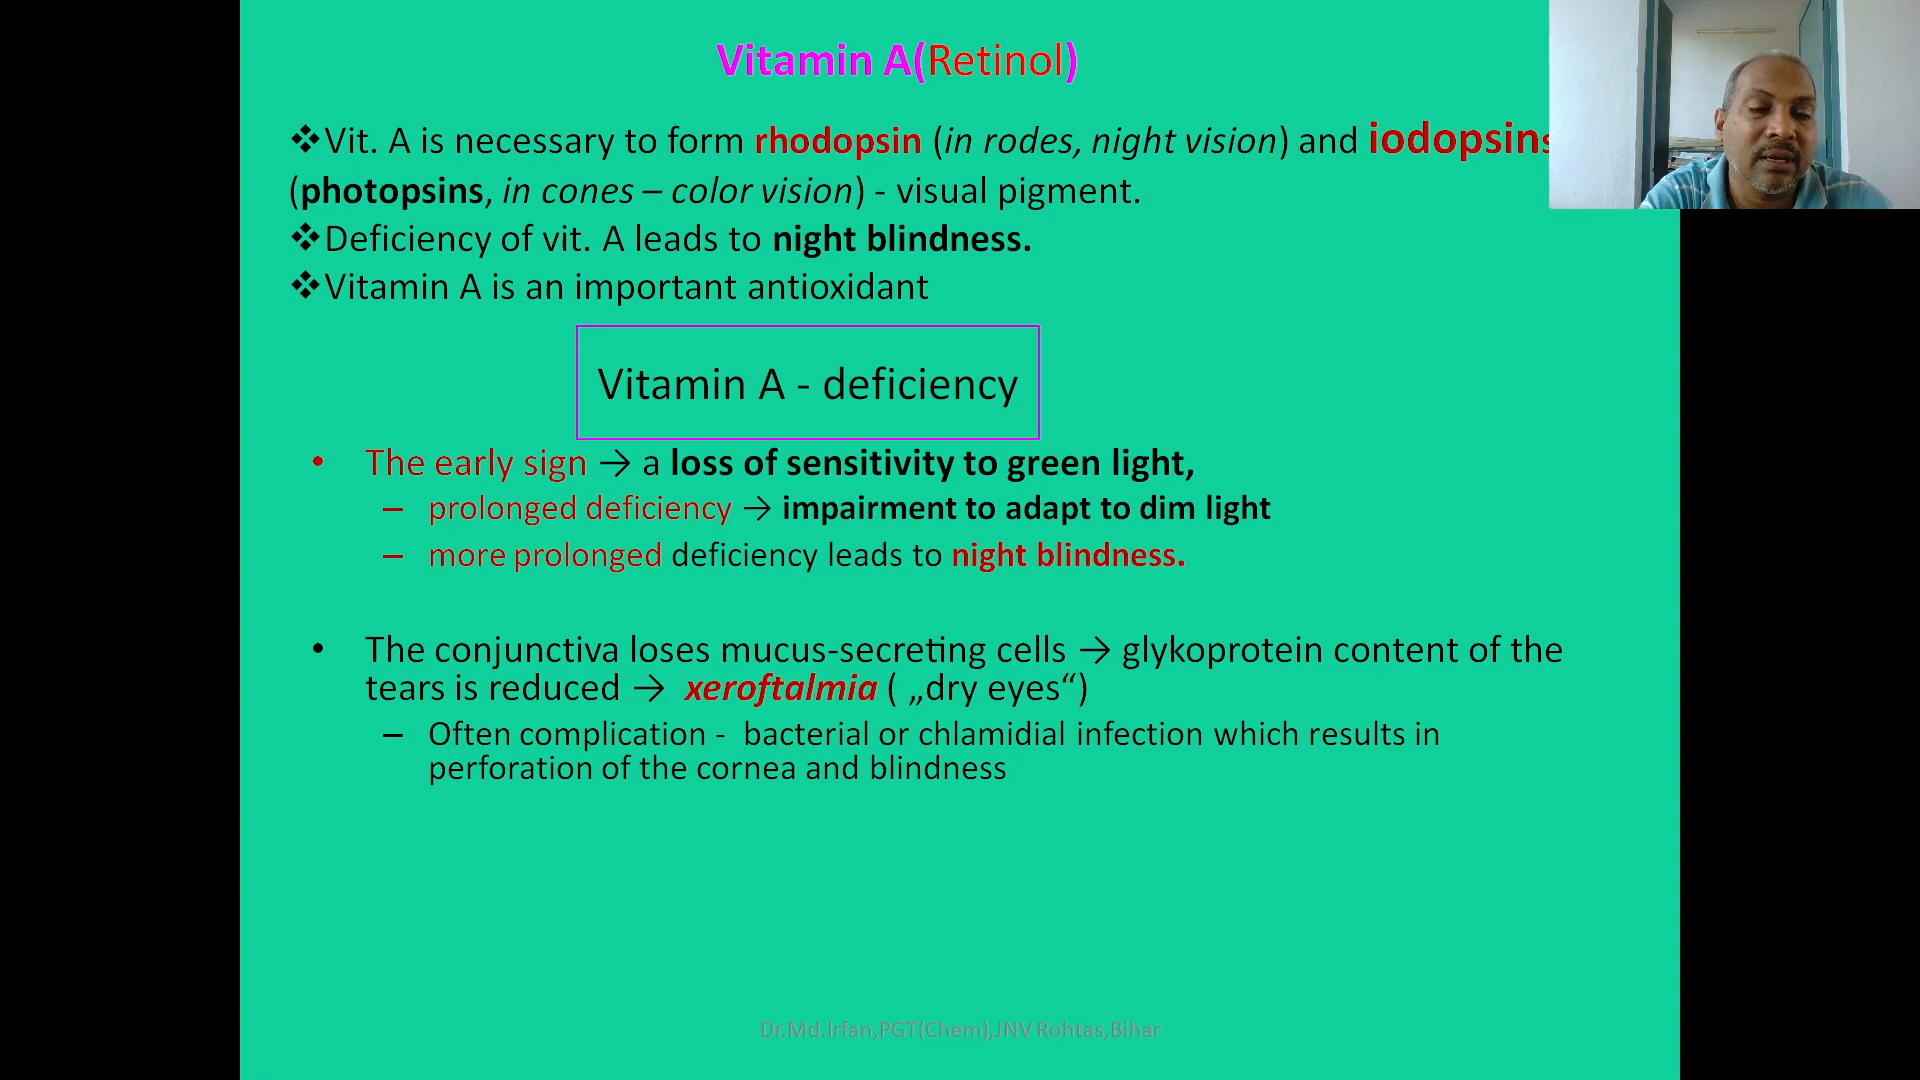 Vitamin A(Retinol)
❖Vit. A is necessary to form rhodopsin (in rodes, night vision) and iodopsins
(photopsins, in cones – color vision) - visual pigment.
❖Deficiency of vit. A leads to night blindness.
❖Vitamin A is an important antioxidant
Vitamin A - deficiency
• The early sign → a loss of sensitivity to green light,
– prolonged deficiency → impairment to adapt to dim light
– more prolonged deficiency leads to night blindness.
• The conjunctiva loses mucus-secreting cells → glykoprotein content of the
tears is reduced → xeroftalmia ( „dry eyes“)
– Often complication - bacterial or chlamidial infection which results in
perforation of the cornea and blindness
Dr.Md.Irfan,PGT(Chem),JNV Rohtas,Bihar